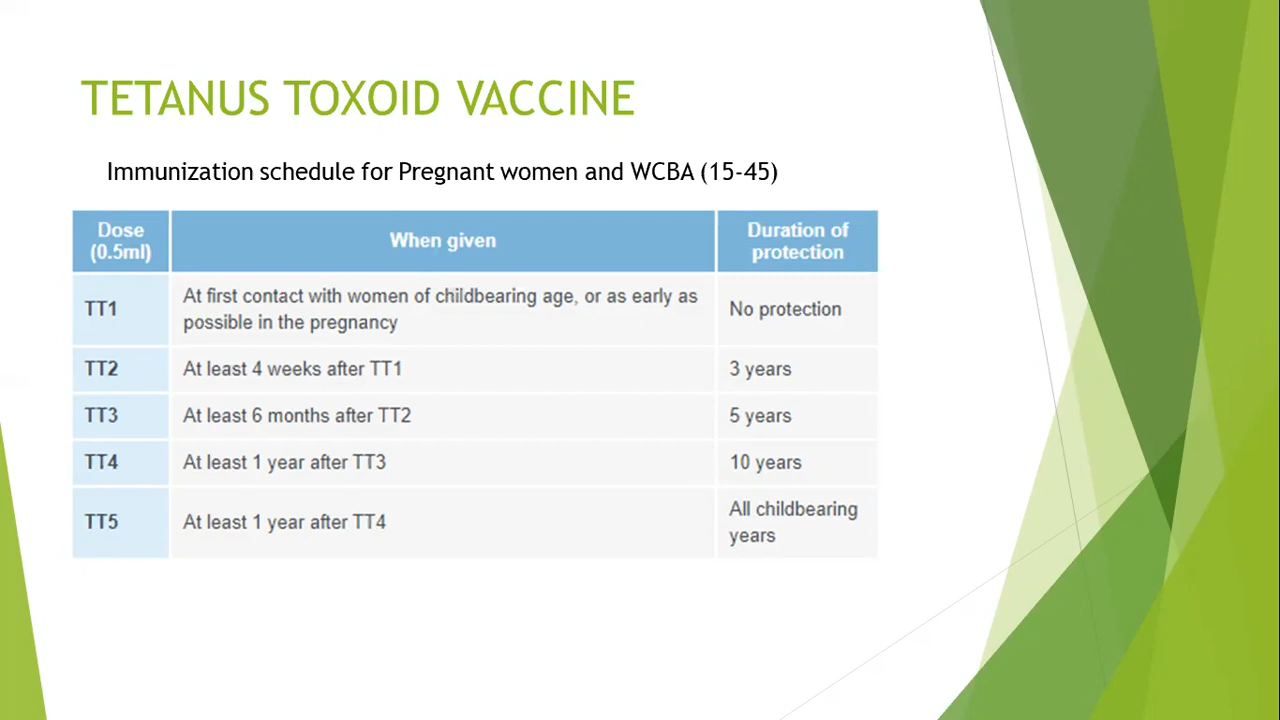 TETANUS TOXOID VACCINE
Immunization schedule for Pregnant women and WCBA (15-45)
Dose (0.5ml) When given Duration of protection
TT1 At first contact with women of childbearing age, or as early as possible in the pregnancy No protection
TT2 At least 4 weeks after TT1 3 years
TT3 At least 6 months after TT2 5 years
TT4 At least 1 year after TT3 10 years
TT5 At least 1 year after TT4 All childbearing years